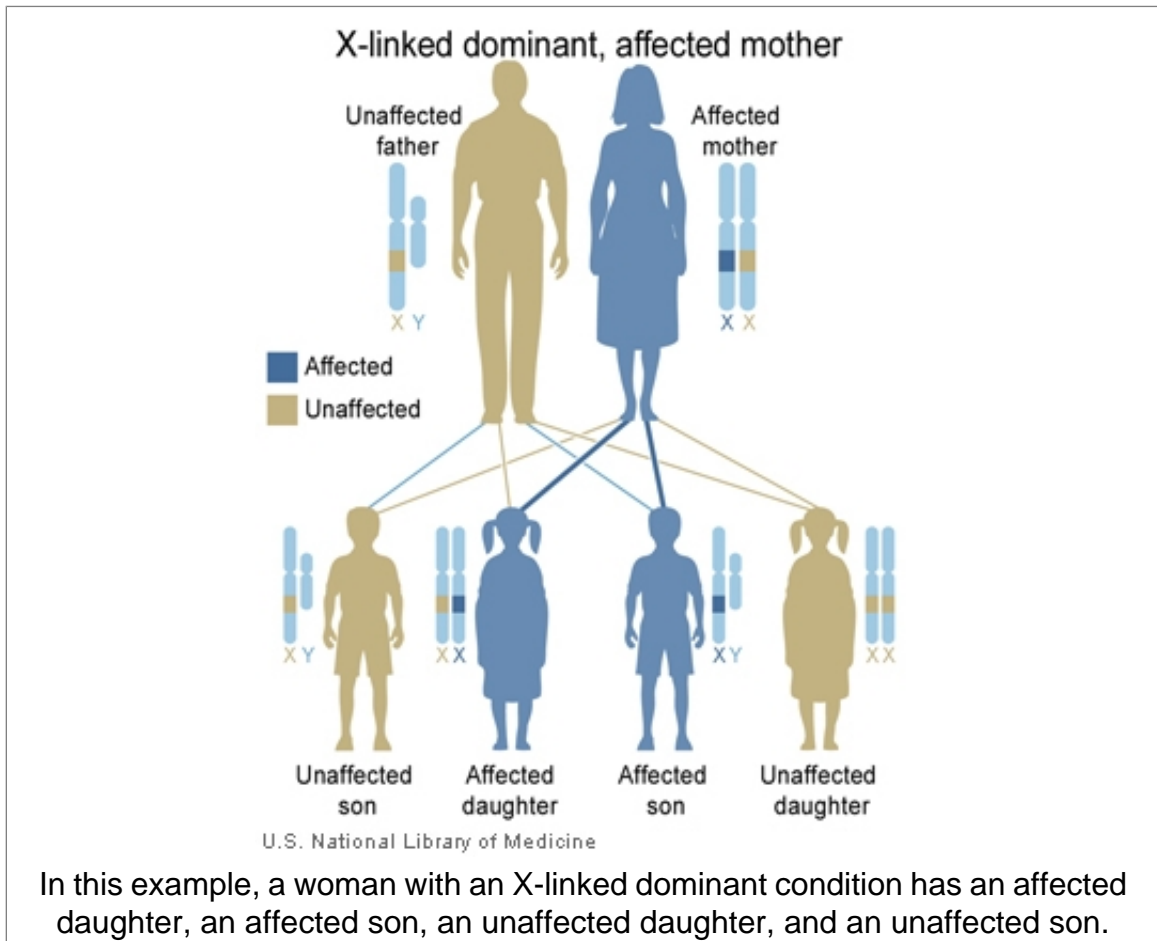 X-linked dominant, affected mother
Unaffected
father
Affected
mother
X Y
X X
Affected
Unaffected
X Y
X X
X Y
X X
Unaffected
son
Affected
daughter
Affected
son
Unaffected
daughter
U.S. National Library of Medicine
In this example, a woman with an X-linked dominant condition has an affected
daughter, an affected son, an unaffected daughter, and an unaffected son.